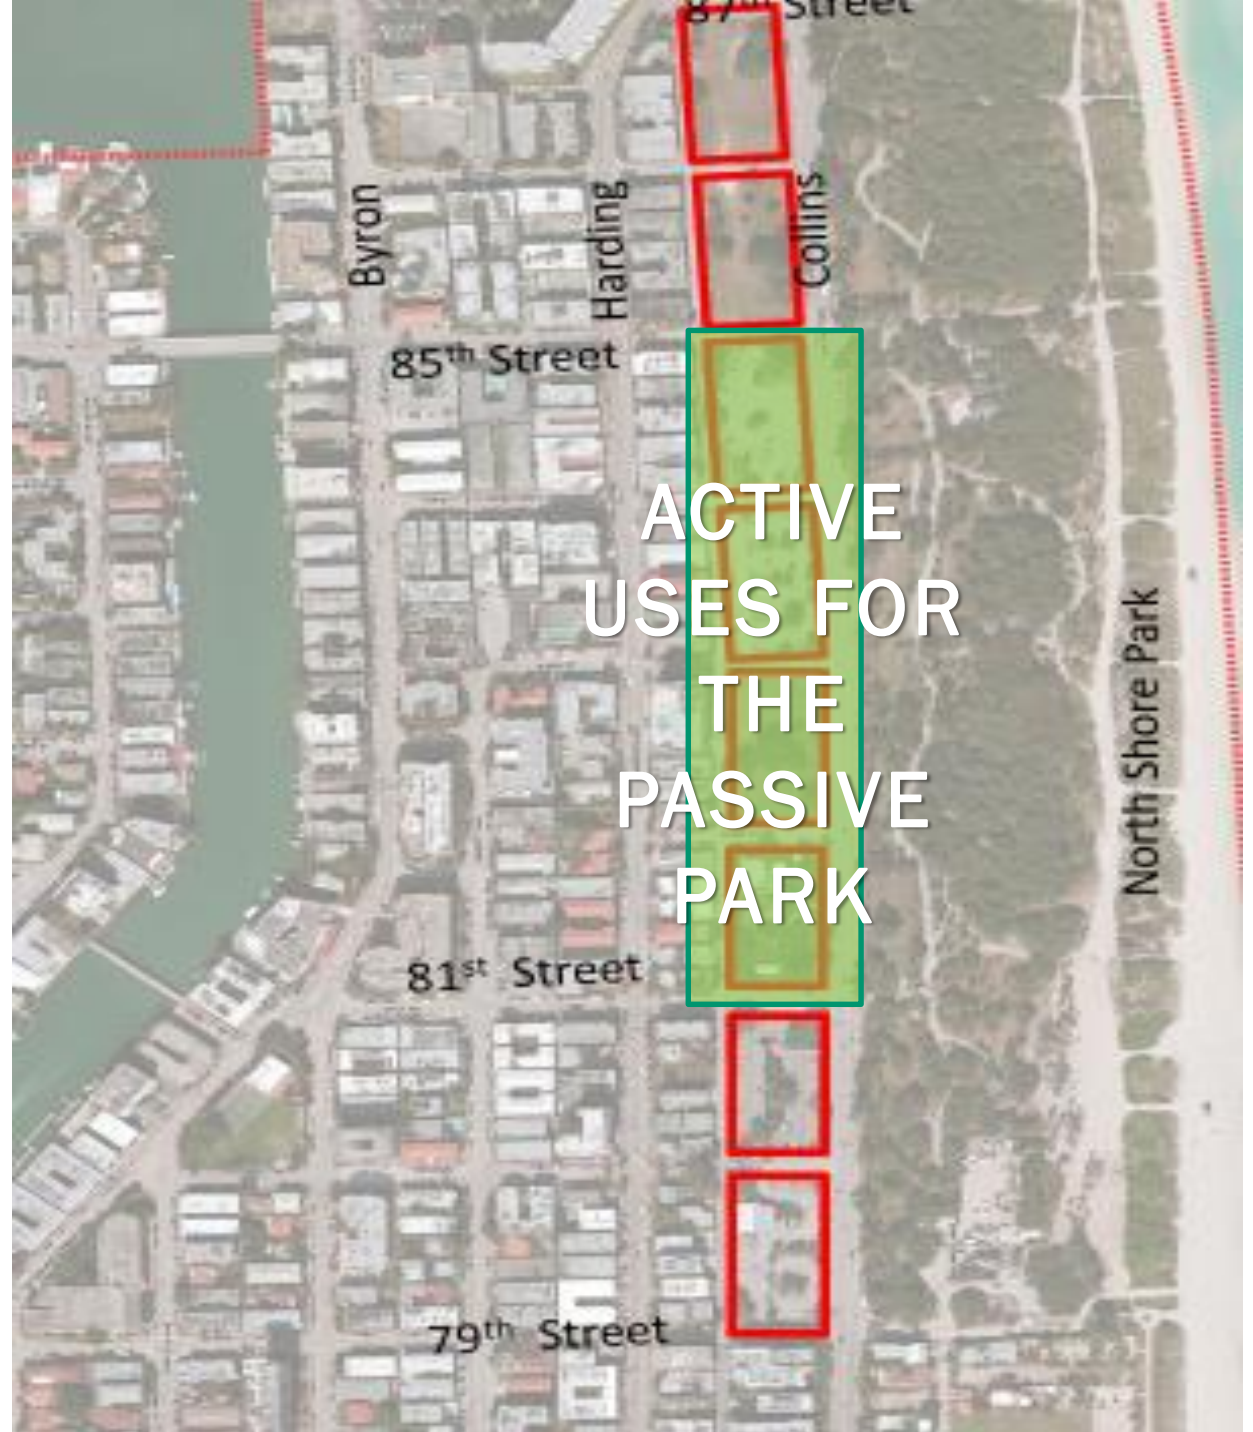 87th Street
Byron
Harding
Collins
85th Street
ACTIVE
USES FOR
THE
PASSIVE
PARK
North Shore Park
81st Street
79th Street